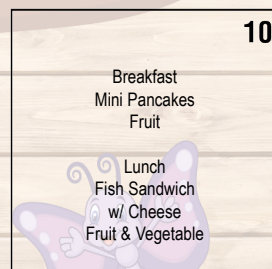 10
Breakfast
Mini Pancakes
Fruit
Lunch
Fish Sandwich
w/ Cheese
Fruit & Vegetable